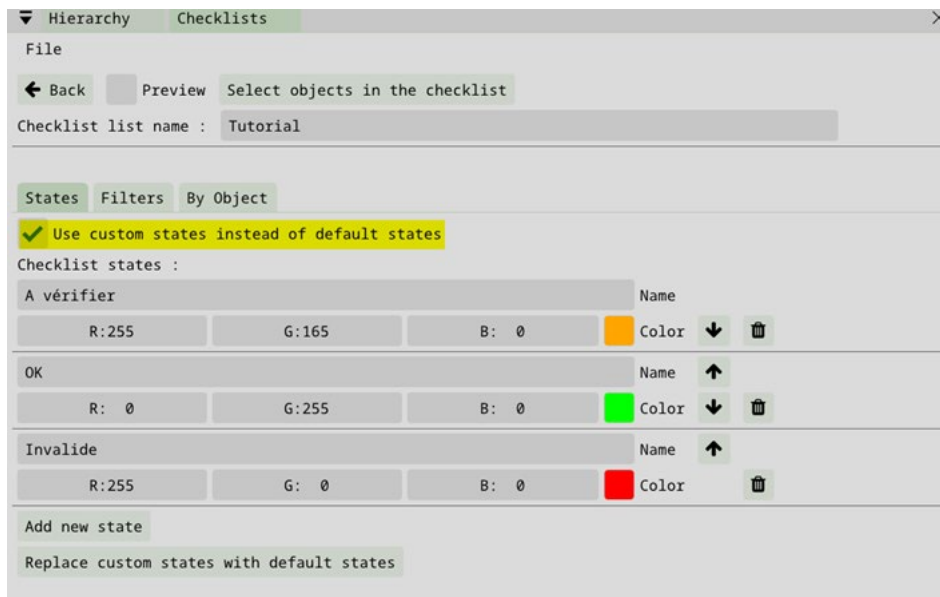 Hierarchy Checklists
File
Back Preview Select objects in the checklist
Checklist list name : Tutorial
States Filters By Object
Use custom states instead of default states
Checklist states :
A vérifier Name
R:255 G:165 B: 0 Color
OK Name
R: 0 G:255 B: 0 Color
Invalide Name
R:255 G: 0 B: 0 Color
Add new state
Replace custom states with default states